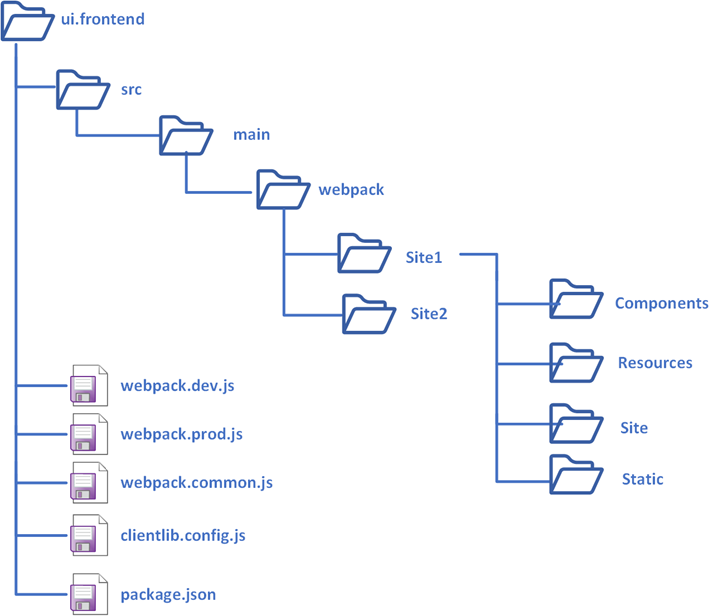 ui.frontend
src
main
webpack
Site1
Site2
Components
Resources
Site
Static
webpack.dev.js
webpack.prod.js
webpack.common.js
clientlib.config.js
package.json